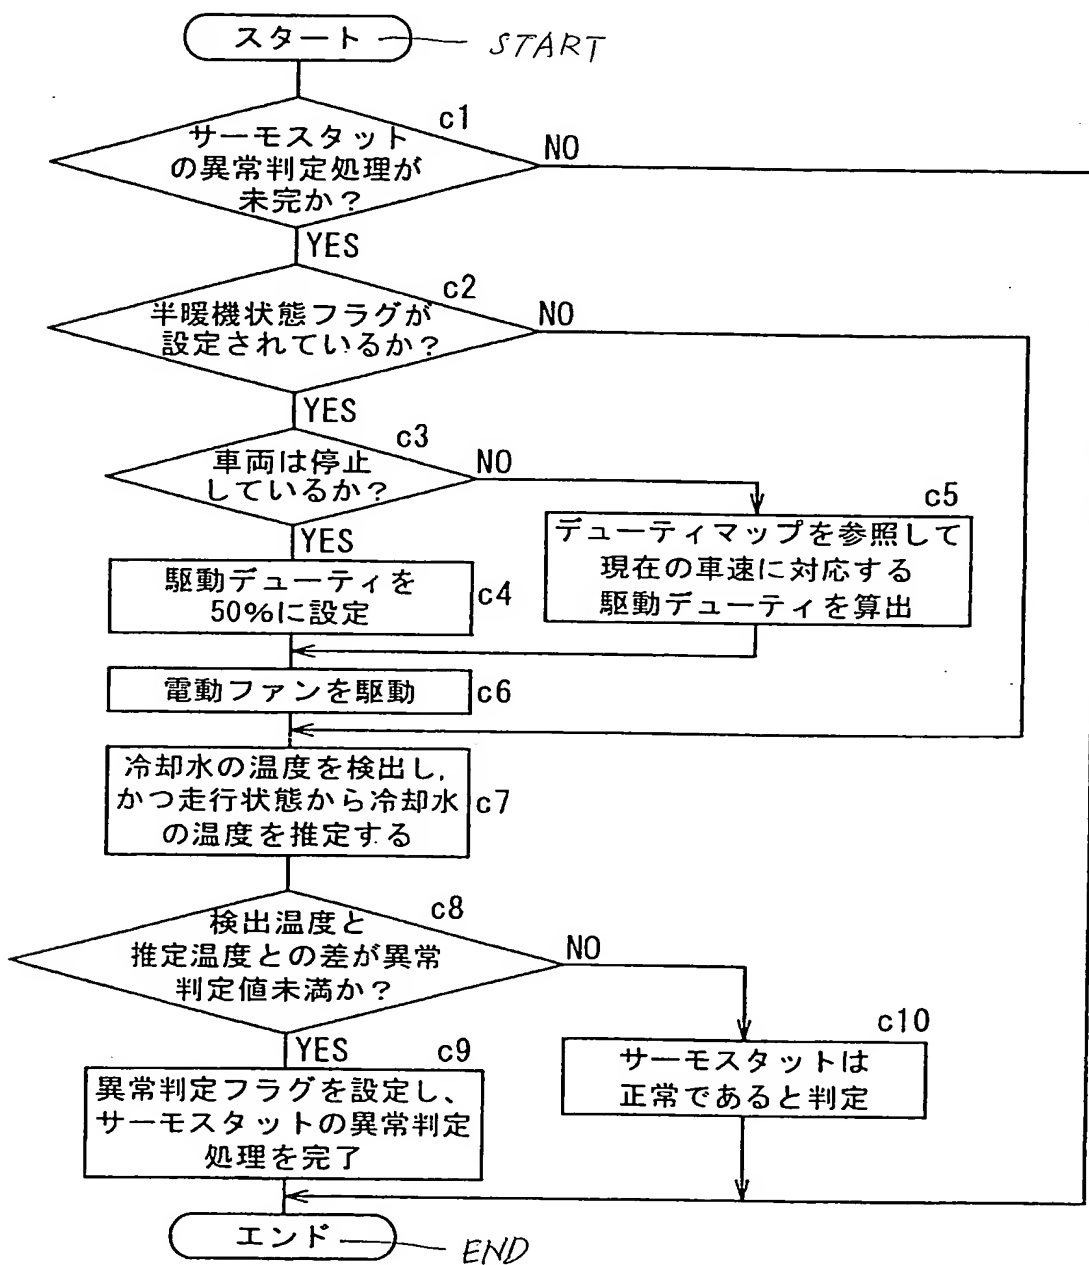 スタート
START
c1
サーモスタット
の異常判定処理が
未完か？
NO
YES
c2
半暖機状態フラグが
設定されているか？
NO
YES
c3
車両は停止
しているか？
NO
YES
c5
デューティマップを参照して
現在の車速に対応する
駆動デューティを算出
駆動デューティを
50%に設定
c4
電動ファンを駆動
c6
冷却水の温度を検出し,
かつ走行状態から冷却水
の温度を推定する
c7
c8
検出温度と
推定温度との差が異常
判定値未満か？
NO
YES
c9
異常判定フラグを設定し、
サーモスタットの異常判定
処理を完了
c10
サーモスタットは
正常であると判定
エンド
END